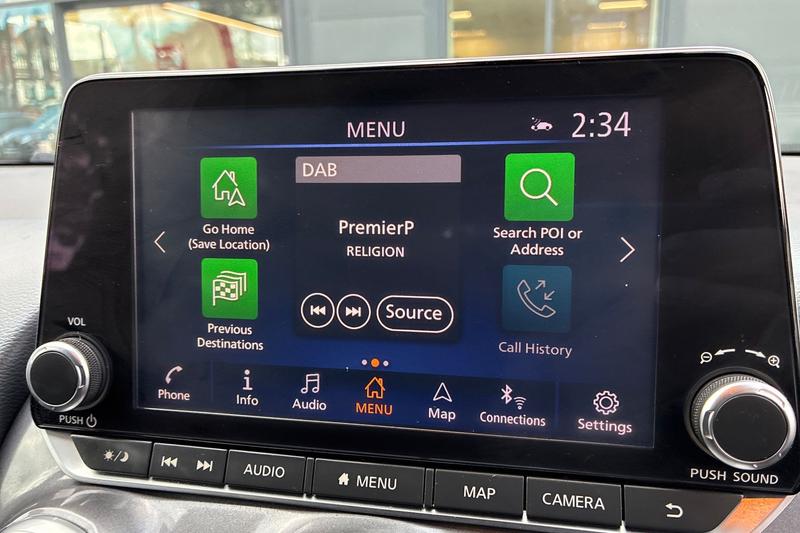 MENU
2:34
DAB
Go Home
(Save Location)
PremierP
RELIGION
Search POI or
Address
Previous
Destinations
Source
Call History
Phone
Info
Audio
MENU
Map
Connections
Settings
VOL
PUSH
PUSH SOUND
AUDIO
MENU
MAP
CAMERA